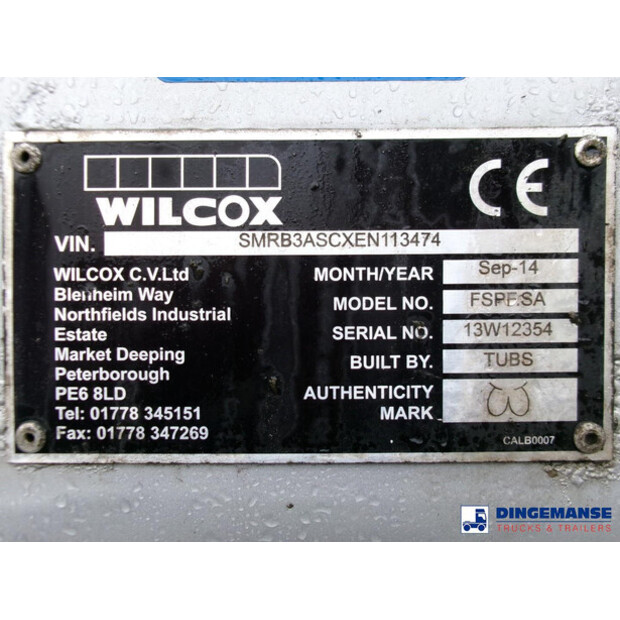 WILCOX
CE
VIN. SMRB3ASCXEN113474
WILCOX C.V.Ltd
Blenheim Way
Northfields Industrial
Estate
Market Deeping
Peterborough
PE6 8LD
Tel: 01778 345151
Fax: 01778 347269
MONTH/YEAR Sep-14
MODEL NO. FSPF.SA
SERIAL NO. 13W12354
BUILT BY. TUBS
AUTHENTICITY
MARK
CALB0007
DINGEMANSE
TRUCKS & TRAILERS